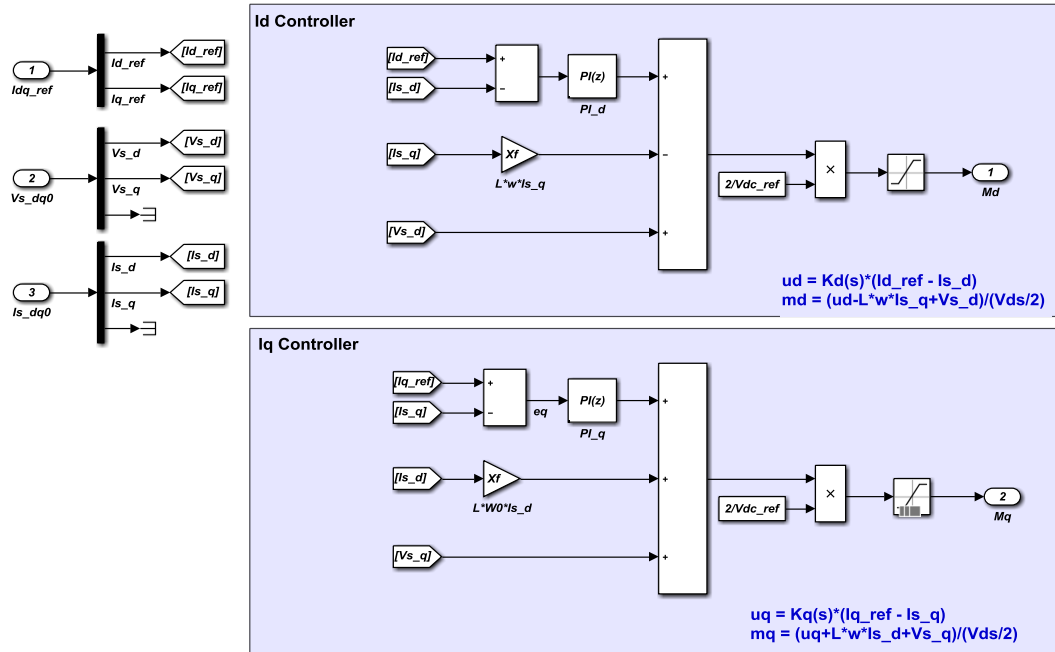 Id Controller
1
Idq_ref
Id_ref
[Id_ref]
Iq_ref
[Iq_ref]
2
Vs_dq0
Vs_d
[Vs_d]
Vs_q
[Vs_q]
3
Is_dq0
Is_d
[Is_d]
Is_q
[Is_q]
[Id_ref]
+
[Is_d]
−
PI(z)
PI_d
+
[Is_q]
Xf
L*w*Is_q
−
[Vs_d]
+
2/Vdc_ref
×
1
Md
ud = Kd(s)*(Id_ref - Is_d)
md = (ud-L*w*Is_q+Vs_d)/(Vds/2)
Iq Controller
[Iq_ref]
+
[Is_q]
−
eq
PI(z)
PI_q
+
[Is_d]
Xf
L*W0*Is_d
+
[Vs_q]
+
2/Vdc_ref
×
2
Mq
uq = Kq(s)*(Iq_ref - Is_q)
mq = (uq+L*w*Is_d+Vs_q)/(Vds/2)